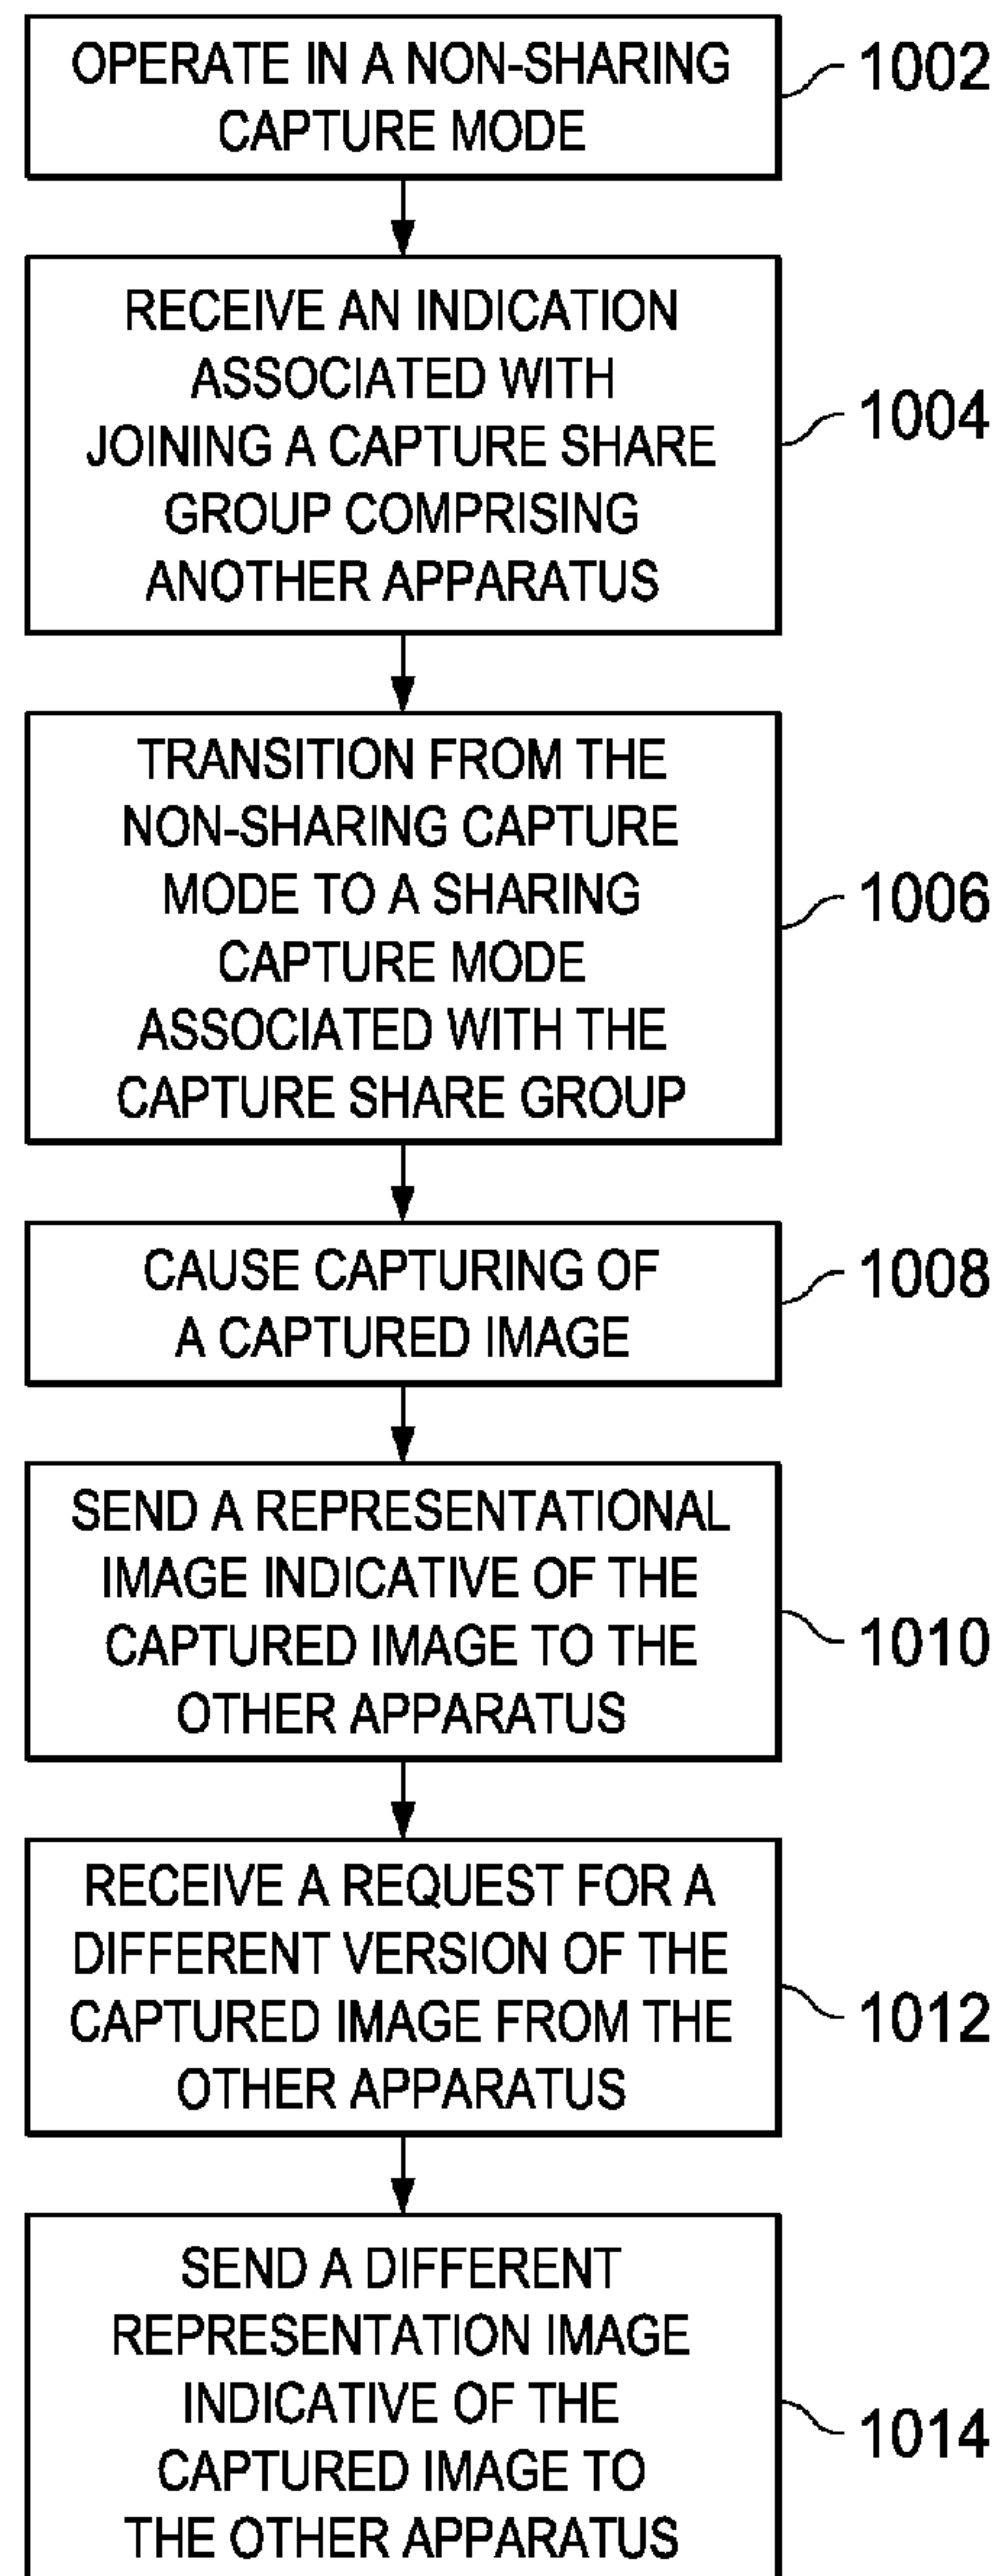 OPERATE IN A NON-SHARING
CAPTURE MODE
1002
RECEIVE AN INDICATION
ASSOCIATED WITH
JOINING A CAPTURE SHARE
GROUP COMPRISING
ANOTHER APPARATUS
1004
TRANSITION FROM THE
NON-SHARING CAPTURE
MODE TO A SHARING
CAPTURE MODE
ASSOCIATED WITH THE
CAPTURE SHARE GROUP
1006
CAUSE CAPTURING OF
A CAPTURED IMAGE
1008
SEND A REPRESENTATIONAL
IMAGE INDICATIVE OF THE
CAPTURED IMAGE TO THE
OTHER APPARATUS
1010
RECEIVE A REQUEST FOR A
DIFFERENT VERSION OF THE
CAPTURED IMAGE FROM THE
OTHER APPARATUS
1012
SEND A DIFFERENT
REPRESENTATION IMAGE
INDICATIVE OF THE
CAPTURED IMAGE TO
THE OTHER APPARATUS
1014